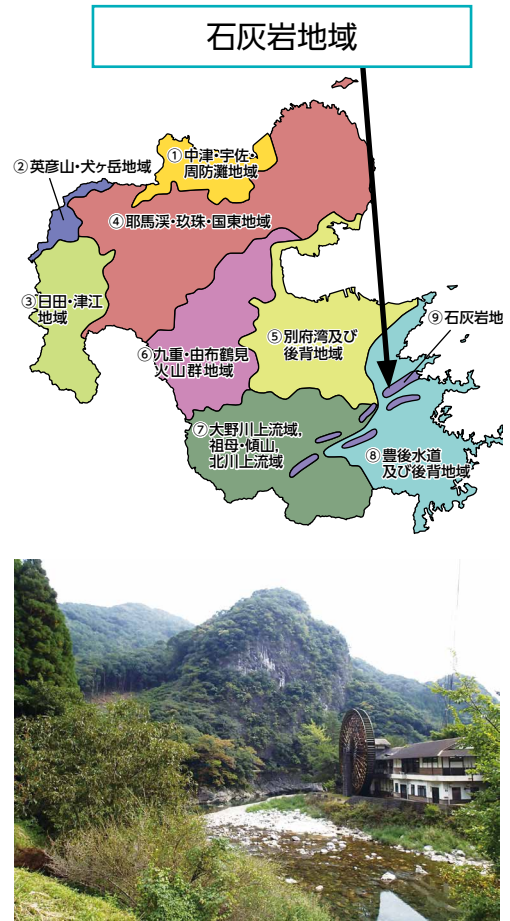 石灰岩地域
① 中津・宇佐・
周防灘地域
② 英彦山・犬ヶ岳地域
④ 耶馬渓・玖珠・国東地域
③ 日田・津江
地域
⑨ 石灰岩地
⑤ 別府湾及び
後背地域
⑥ 九重・由布鶴見
火山群地域
⑦ 大野川上流域,
祖母・傾山,
北川上流域
⑧ 豊後水道
及び後背地域